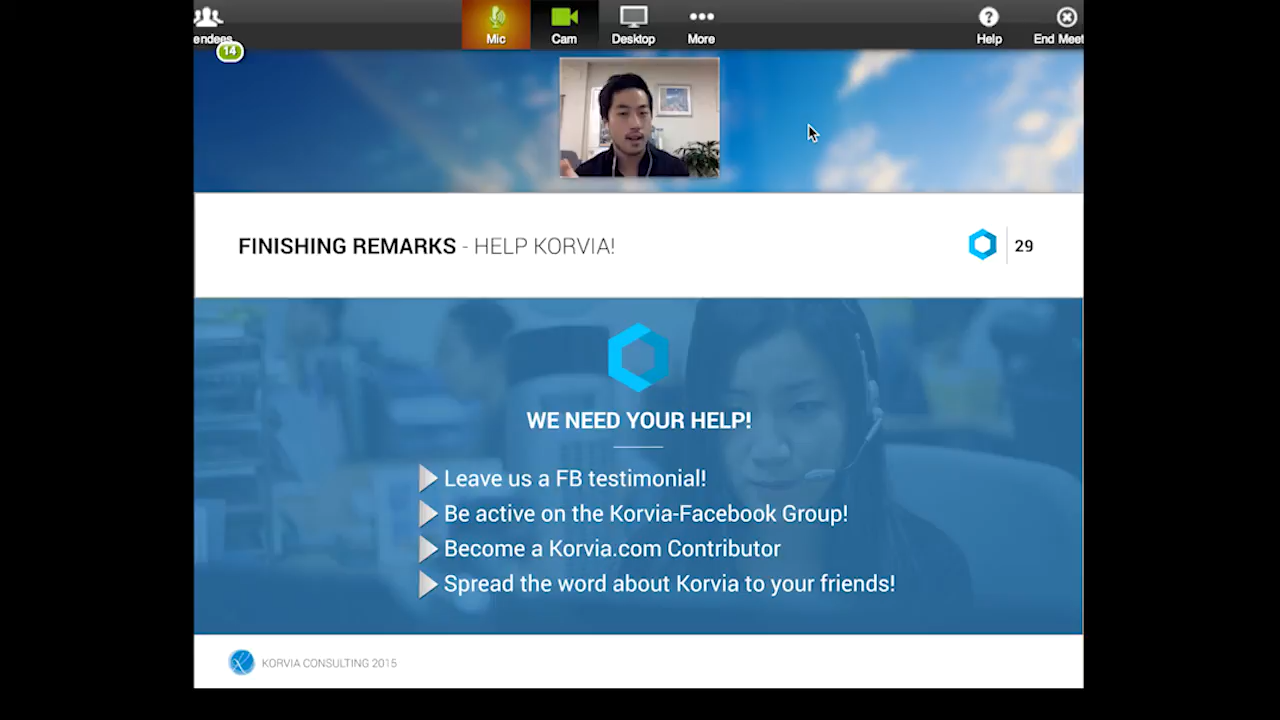 Mic
Cam
Desktop
More
Help
End Meet
endees
14
FINISHING REMARKS - HELP KORVIA!
29
WE NEED YOUR HELP!
Leave us a FB testimonial!
Be active on the Korvia-Facebook Group!
Become a Korvia.com Contributor
Spread the word about Korvia to your friends!
KORVIA CONSULTING 2015